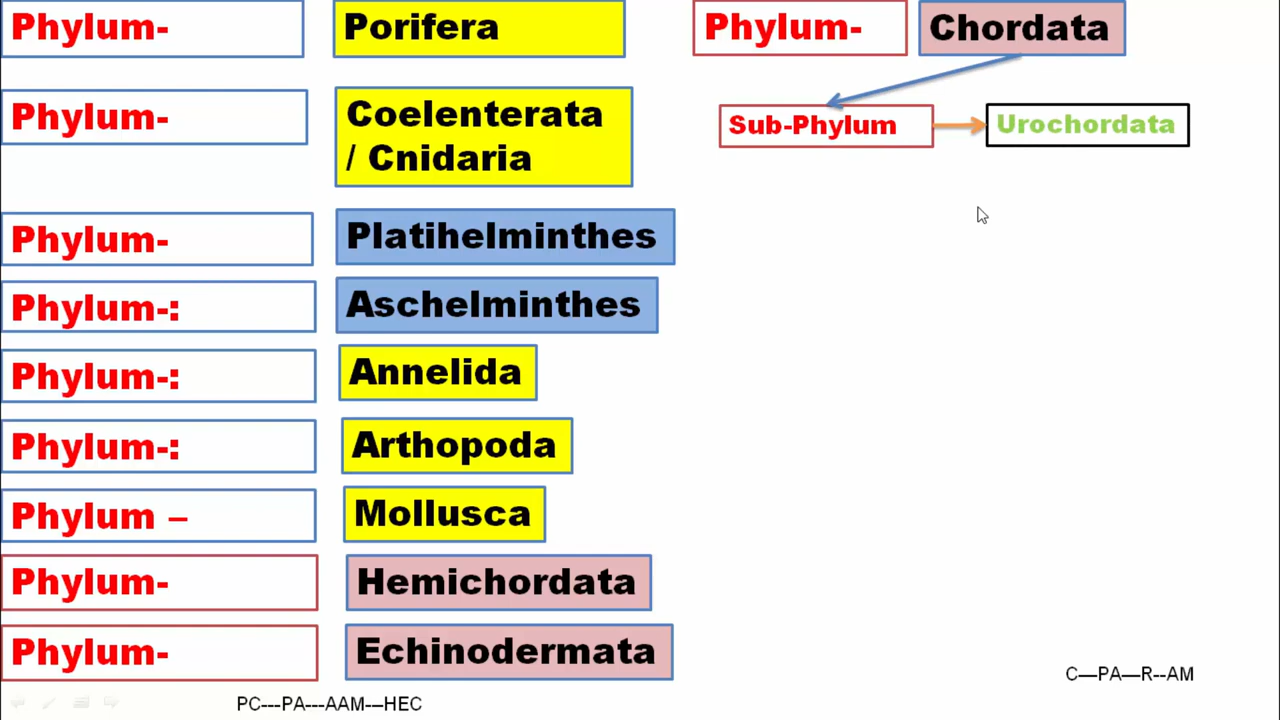 Phylum- Porifera
Phylum- Coelenterata
/ Cnidaria
Phylum- Platihelminthes
Phylum-: Aschelminthes
Phylum-: Annelida
Phylum-: Arthopoda
Phylum – Mollusca
Phylum- Hemichordata
Phylum- Echinodermata
PC---PA---AAM---HEC
Phylum- Chordata
Sub-Phylum Urochordata
C—PA—R--AM